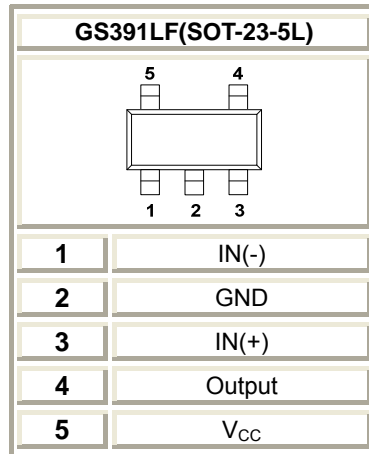 GS391LF(SOT-23-5L)
5 4
1 2 3
1 IN(-)
2 GND
3 IN(+)
4 Output
5 VCC